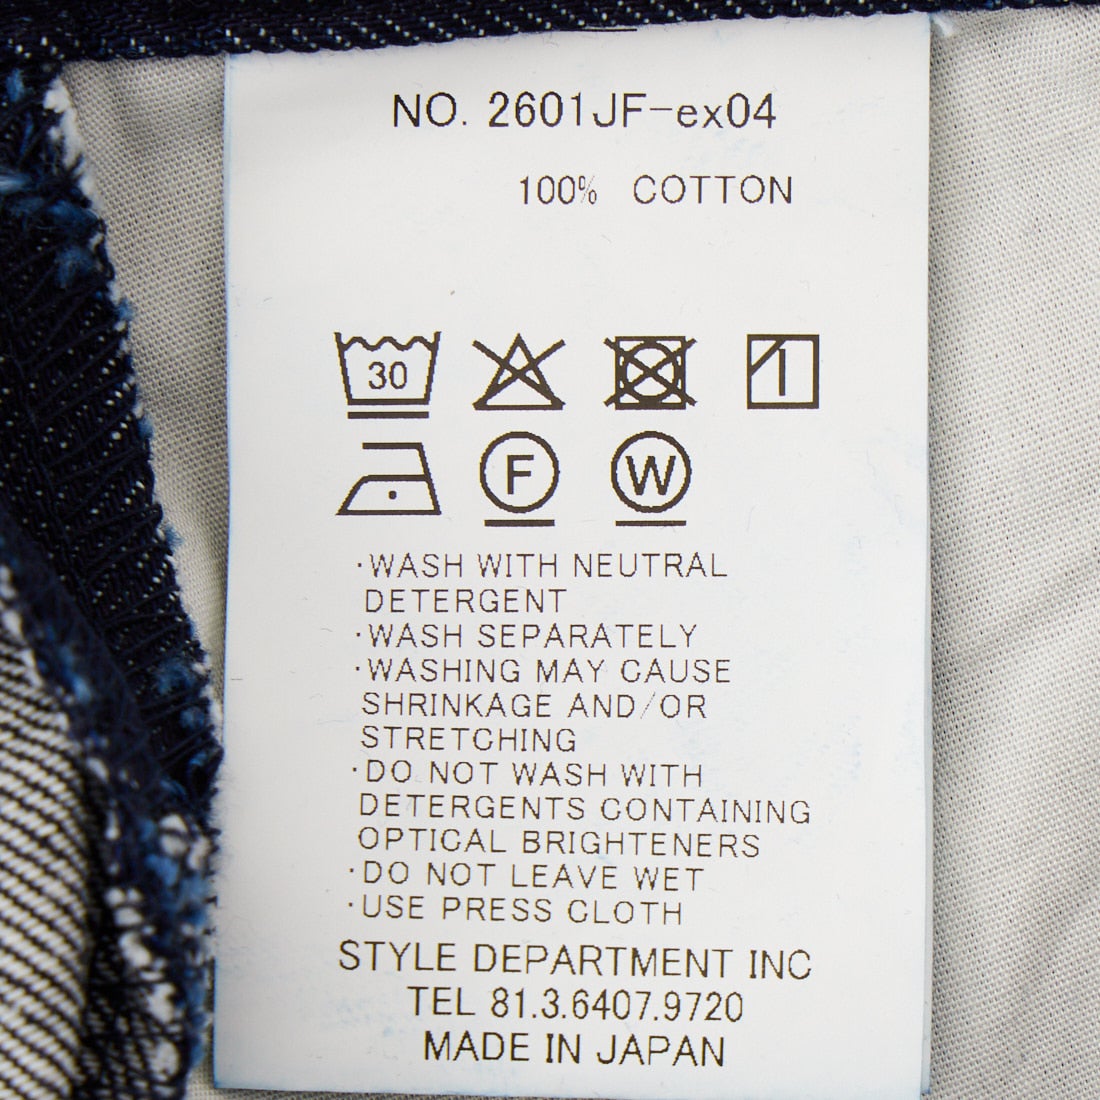 NO. 2601JF-ex04
100% COTTON
30
F W
·WASH WITH NEUTRAL
DETERGENT
·WASH SEPARATELY
·WASHING MAY CAUSE
SHRINKAGE AND/OR
STRETCHING
·DO NOT WASH WITH
DETERGENTS CONTAINING
OPTICAL BRIGHTENERS
·DO NOT LEAVE WET
·USE PRESS CLOTH
STYLE DEPARTMENT INC
TEL 81.3.6407.9720
MADE IN JAPAN